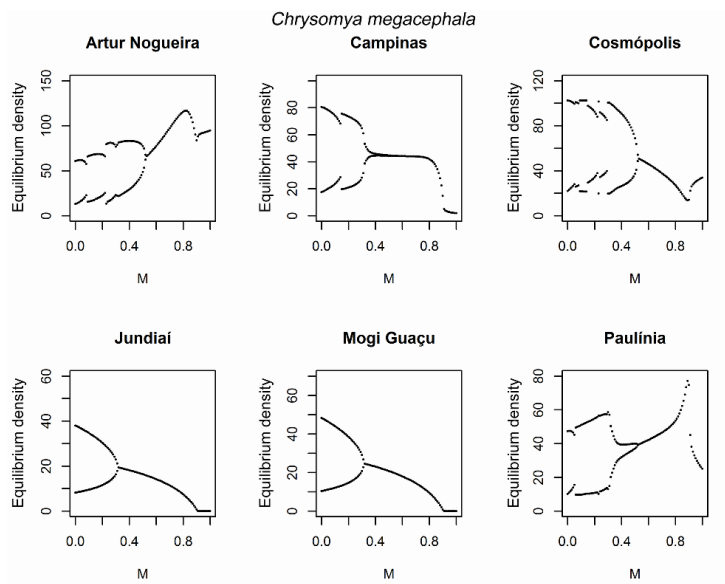 Chrysomya megacephala
Artur Nogueira
Equilibrium density
0 50 100 150
0.0 0.4 0.8
M
Campinas
Equilibrium density
0 20 40 60 80
0.0 0.4 0.8
M
Cosmópolis
Equilibrium density
0 40 80 120
0.0 0.4 0.8
M
Jundiaí
Equilibrium density
0 20 40 60
0.0 0.4 0.8
M
Mogi Guaçu
Equilibrium density
0 20 40 60
0.0 0.4 0.8
M
Paulínia
Equilibrium density
0 20 40 60 80
0.0 0.4 0.8
M